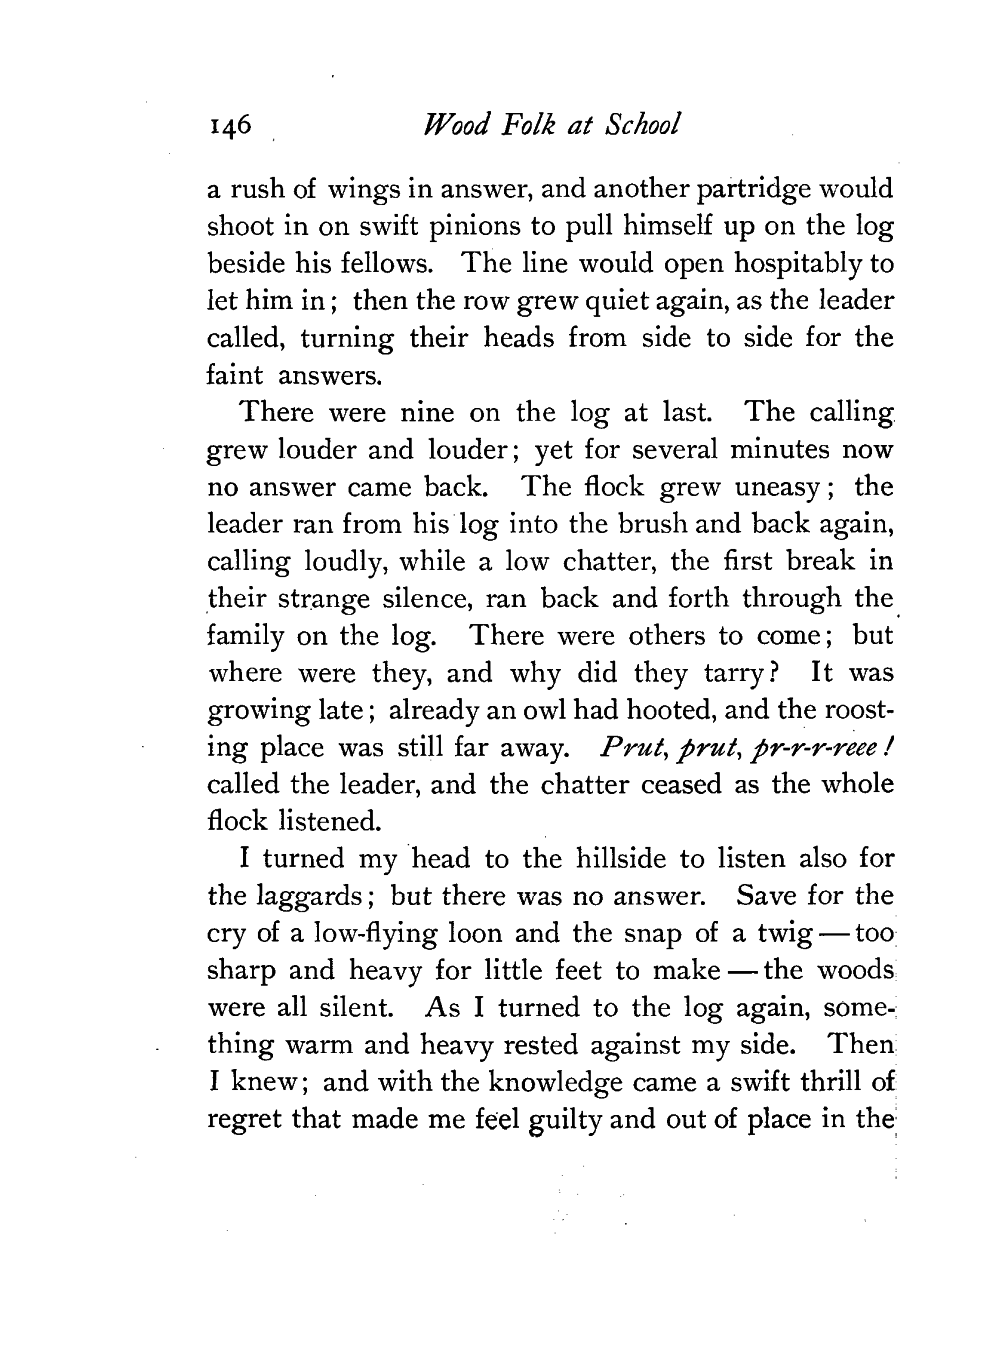 146 Wood Folk at School
a rush of wings in answer, and another partridge would
shoot in on swift pinions to pull himself up on the log
beside his fellows. The line would open hospitably to
let him in; then the row grew quiet again, as the leader
called, turning their heads from side to side for the
faint answers.
There were nine on the log at last. The calling
grew louder and louder; yet for several minutes now
no answer came back. The flock grew uneasy; the
leader ran from his log into the brush and back again,
calling loudly, while a low chatter, the first break in
their strange silence, ran back and forth through the
family on the log. There were others to come; but
where were they, and why did they tarry? It was
growing late; already an owl had hooted, and the roost-
ing place was still far away. Prut, prut, pr-r-r-reee!
called the leader, and the chatter ceased as the whole
flock listened.
I turned my head to the hillside to listen also for
the laggards; but there was no answer. Save for the
cry of a low-flying loon and the snap of a twig — too
sharp and heavy for little feet to make — the woods
were all silent. As I turned to the log again, some-
thing warm and heavy rested against my side. Then
I knew; and with the knowledge came a swift thrill of
regret that made me feel guilty and out of place in the